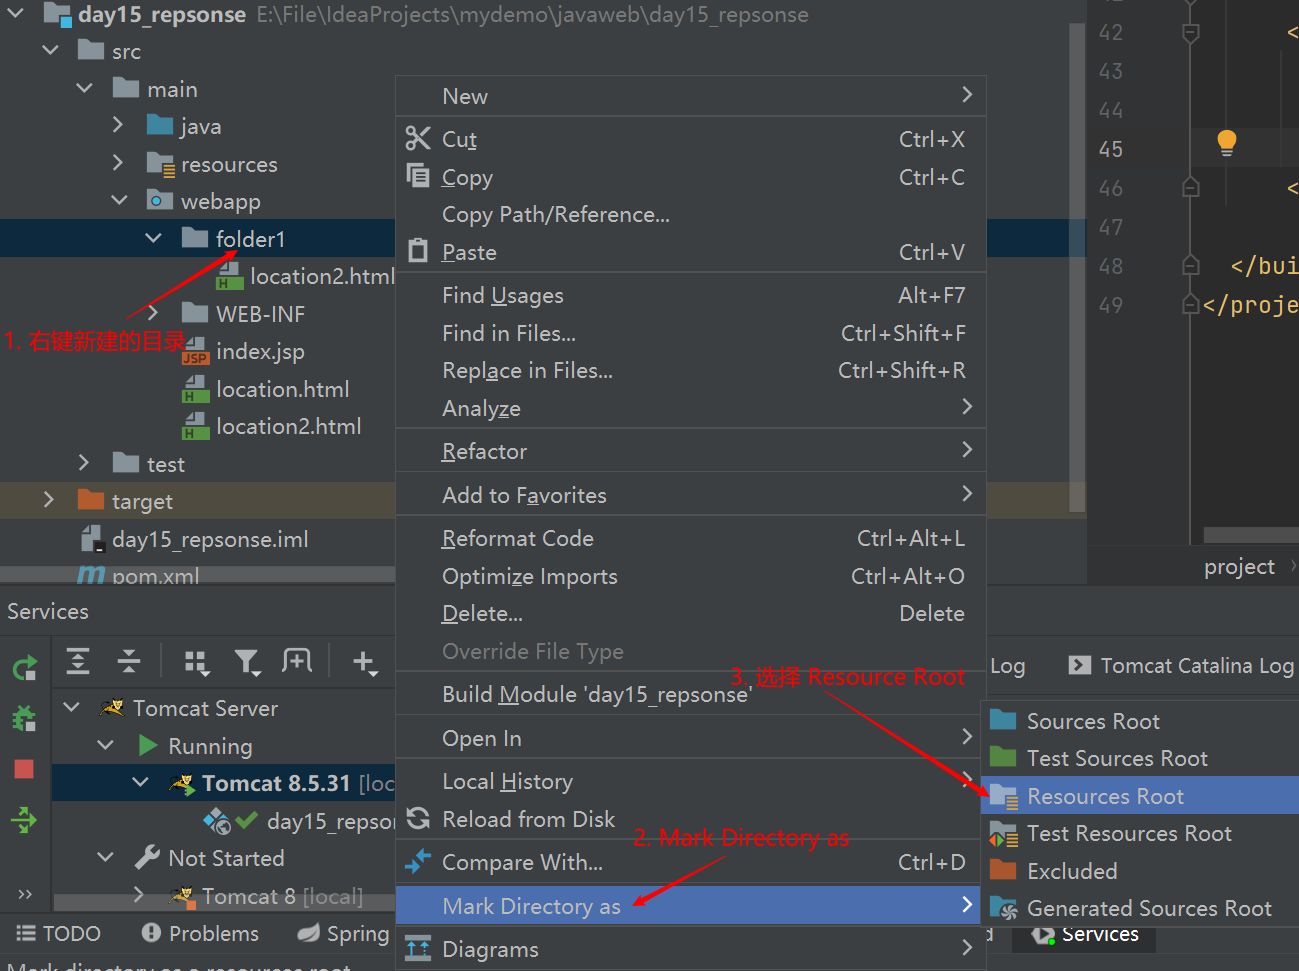 day15_repsonse E:\File\IdeaProjects\mydemo\javaweb\day15_repsonse
src
main
java
resources
webapp
folder1
location2.html
WEB-INF
1. 右键新建的目录
index.jsp
location.html
location2.html
test
target
day15_repsonse.iml
pom.xml
New
Cut Ctrl+X
Copy Ctrl+C
Copy Path/Reference...
Paste Ctrl+V
Find Usages Alt+F7
Find in Files... Ctrl+Shift+F
Replace in Files... Ctrl+Shift+R
Analyze
Refactor
Add to Favorites
Reformat Code Ctrl+Alt+L
Optimize Imports Ctrl+Alt+O
Delete... Delete
Override File Type
3. 选择 Resource Root
Build Module 'day15_repsonse'
Open In
Local History
Reload from Disk
2. Mark Directory as
Compare With... Ctrl+D
Mark Directory as
Diagrams
42 <
43
44
45
46 <
47
48 </bui
49 </proje
project
Services
Log Tomcat Catalina Log
Tomcat Server
Running
Tomcat 8.5.31 [loc
day15_repsor
Not Started
Tomcat 8 [local]
Sources Root
Test Sources Root
Resources Root
Test Resources Root
Excluded
Generated Sources Root
TODO Problems Spring
Services
Mark directory as a resources root